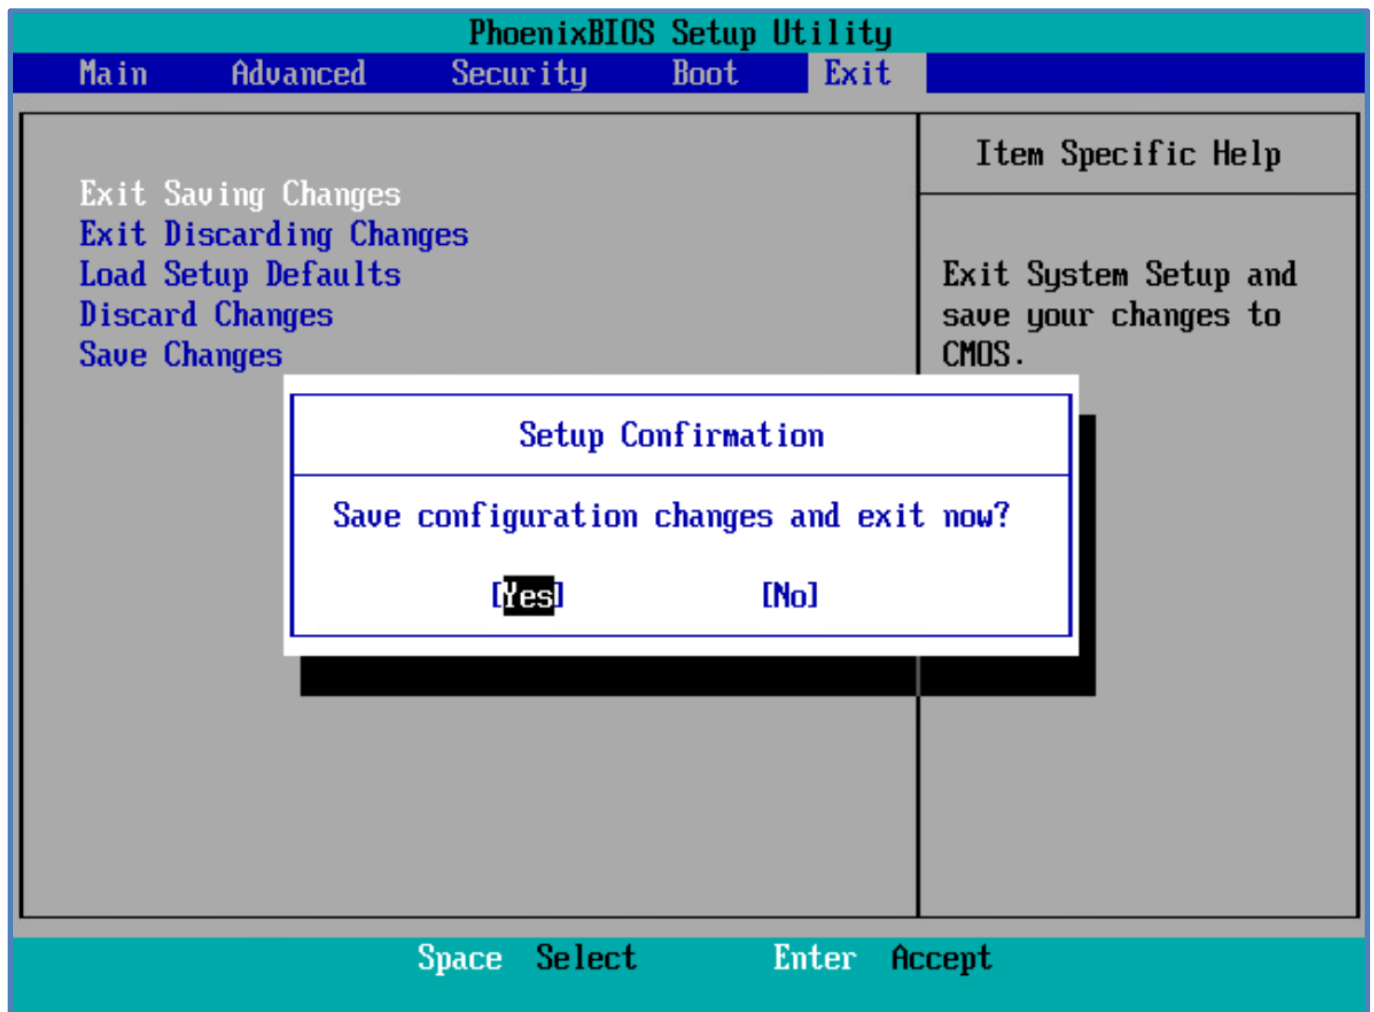 PhoenixBIOS Setup Utility
Main Advanced Security Boot Exit
Exit Saving Changes
Exit Discarding Changes
Load Setup Defaults
Discard Changes
Save Changes
Item Specific Help
Exit System Setup and
save your changes to
CMOS.
Setup Confirmation
Save configuration changes and exit now?
[Yes] [No]
Space Select Enter Accept